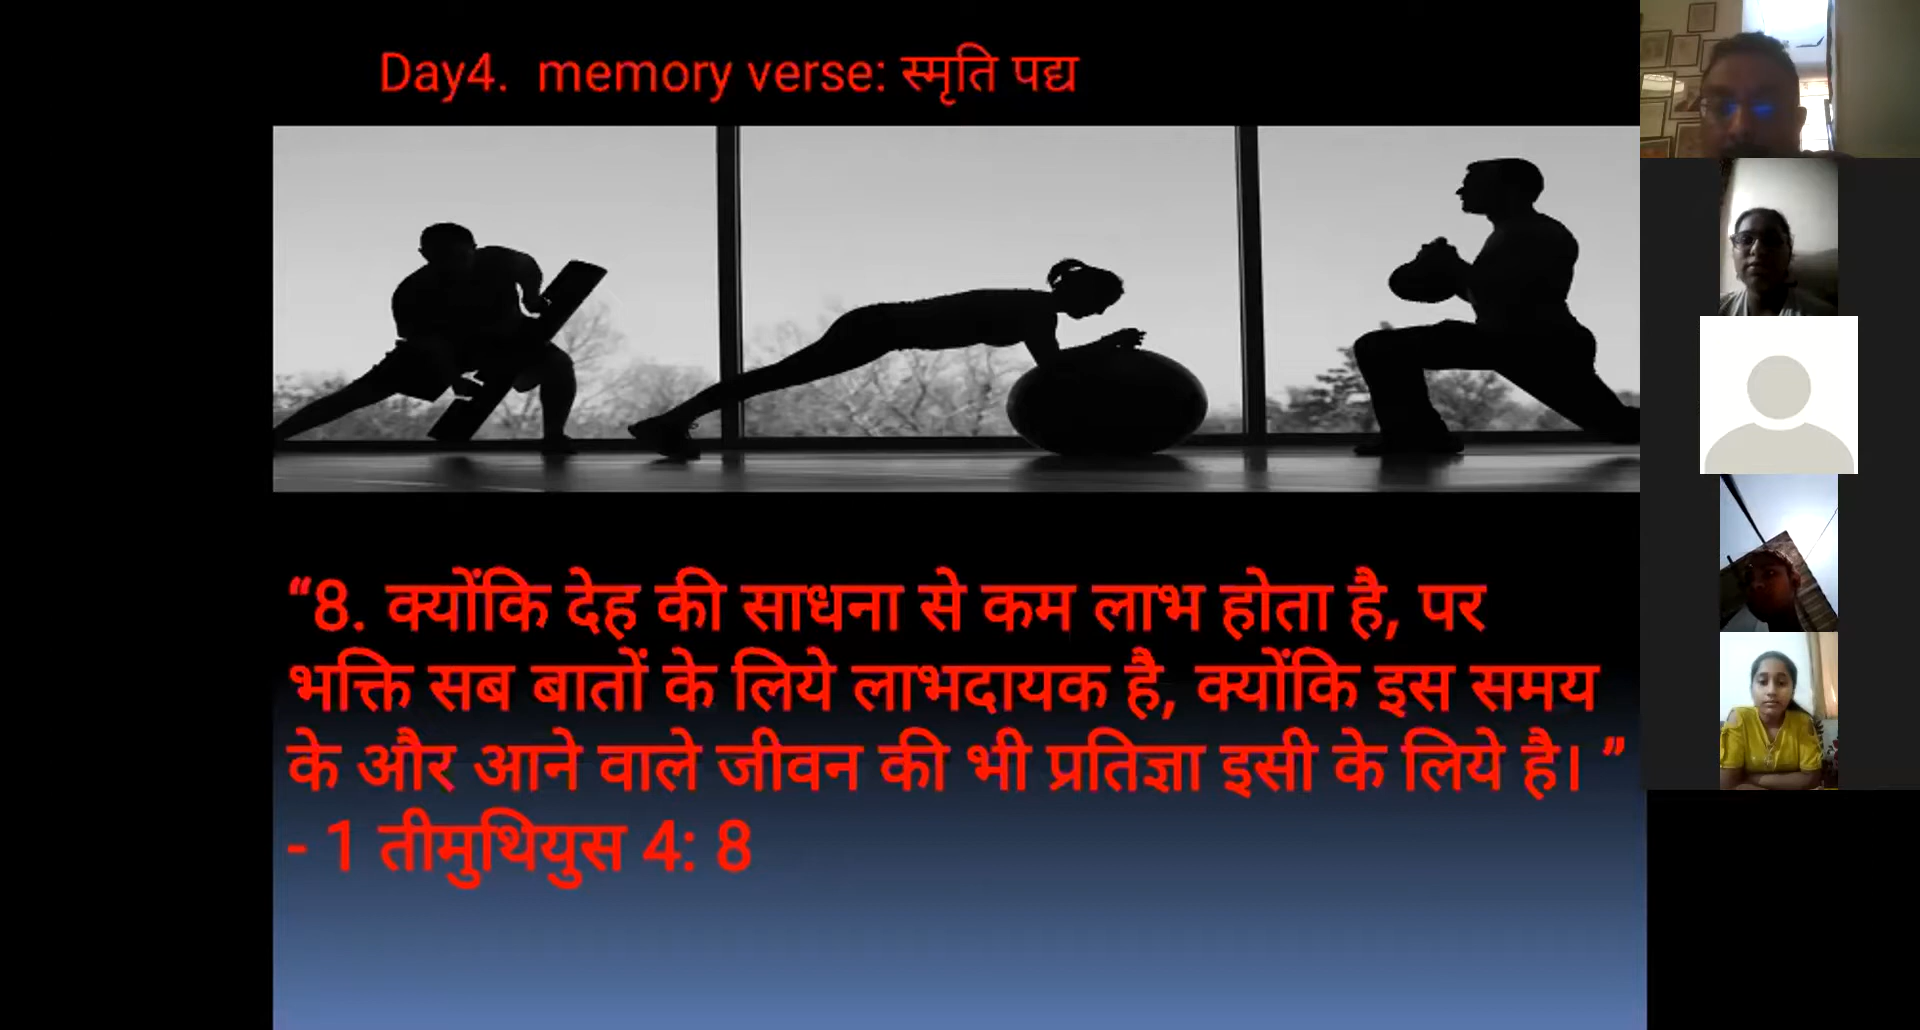 Day4. memory verse: स्मृति पद्य
“8. क्योंकि देह की साधना से कम लाभ होता है, पर
भक्ति सब बातों के लिये लाभदायक है, क्योंकि इस समय
के और आने वाले जीवन की भी प्रतिज्ञा इसी के लिये है। ”
- 1 तीमुथियुस 4: 8